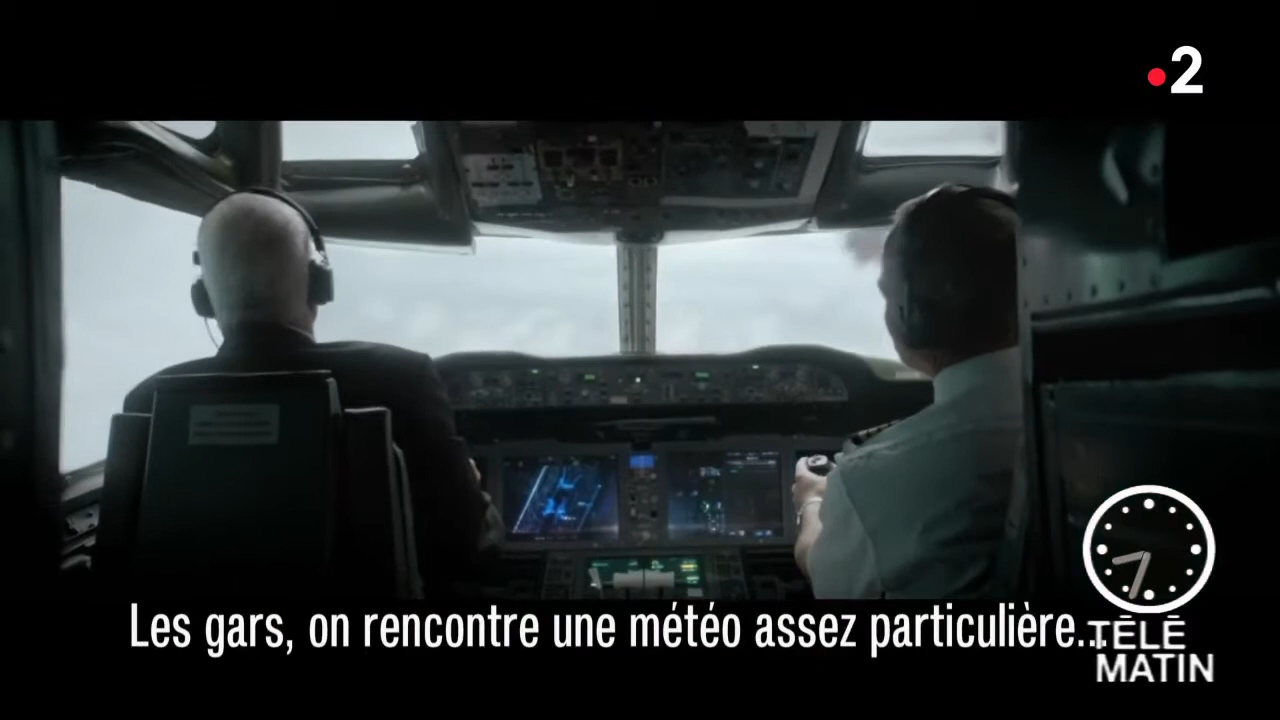 2
Les gars, on rencontre une météo assez particulière...
TÉLÉ
MATIN